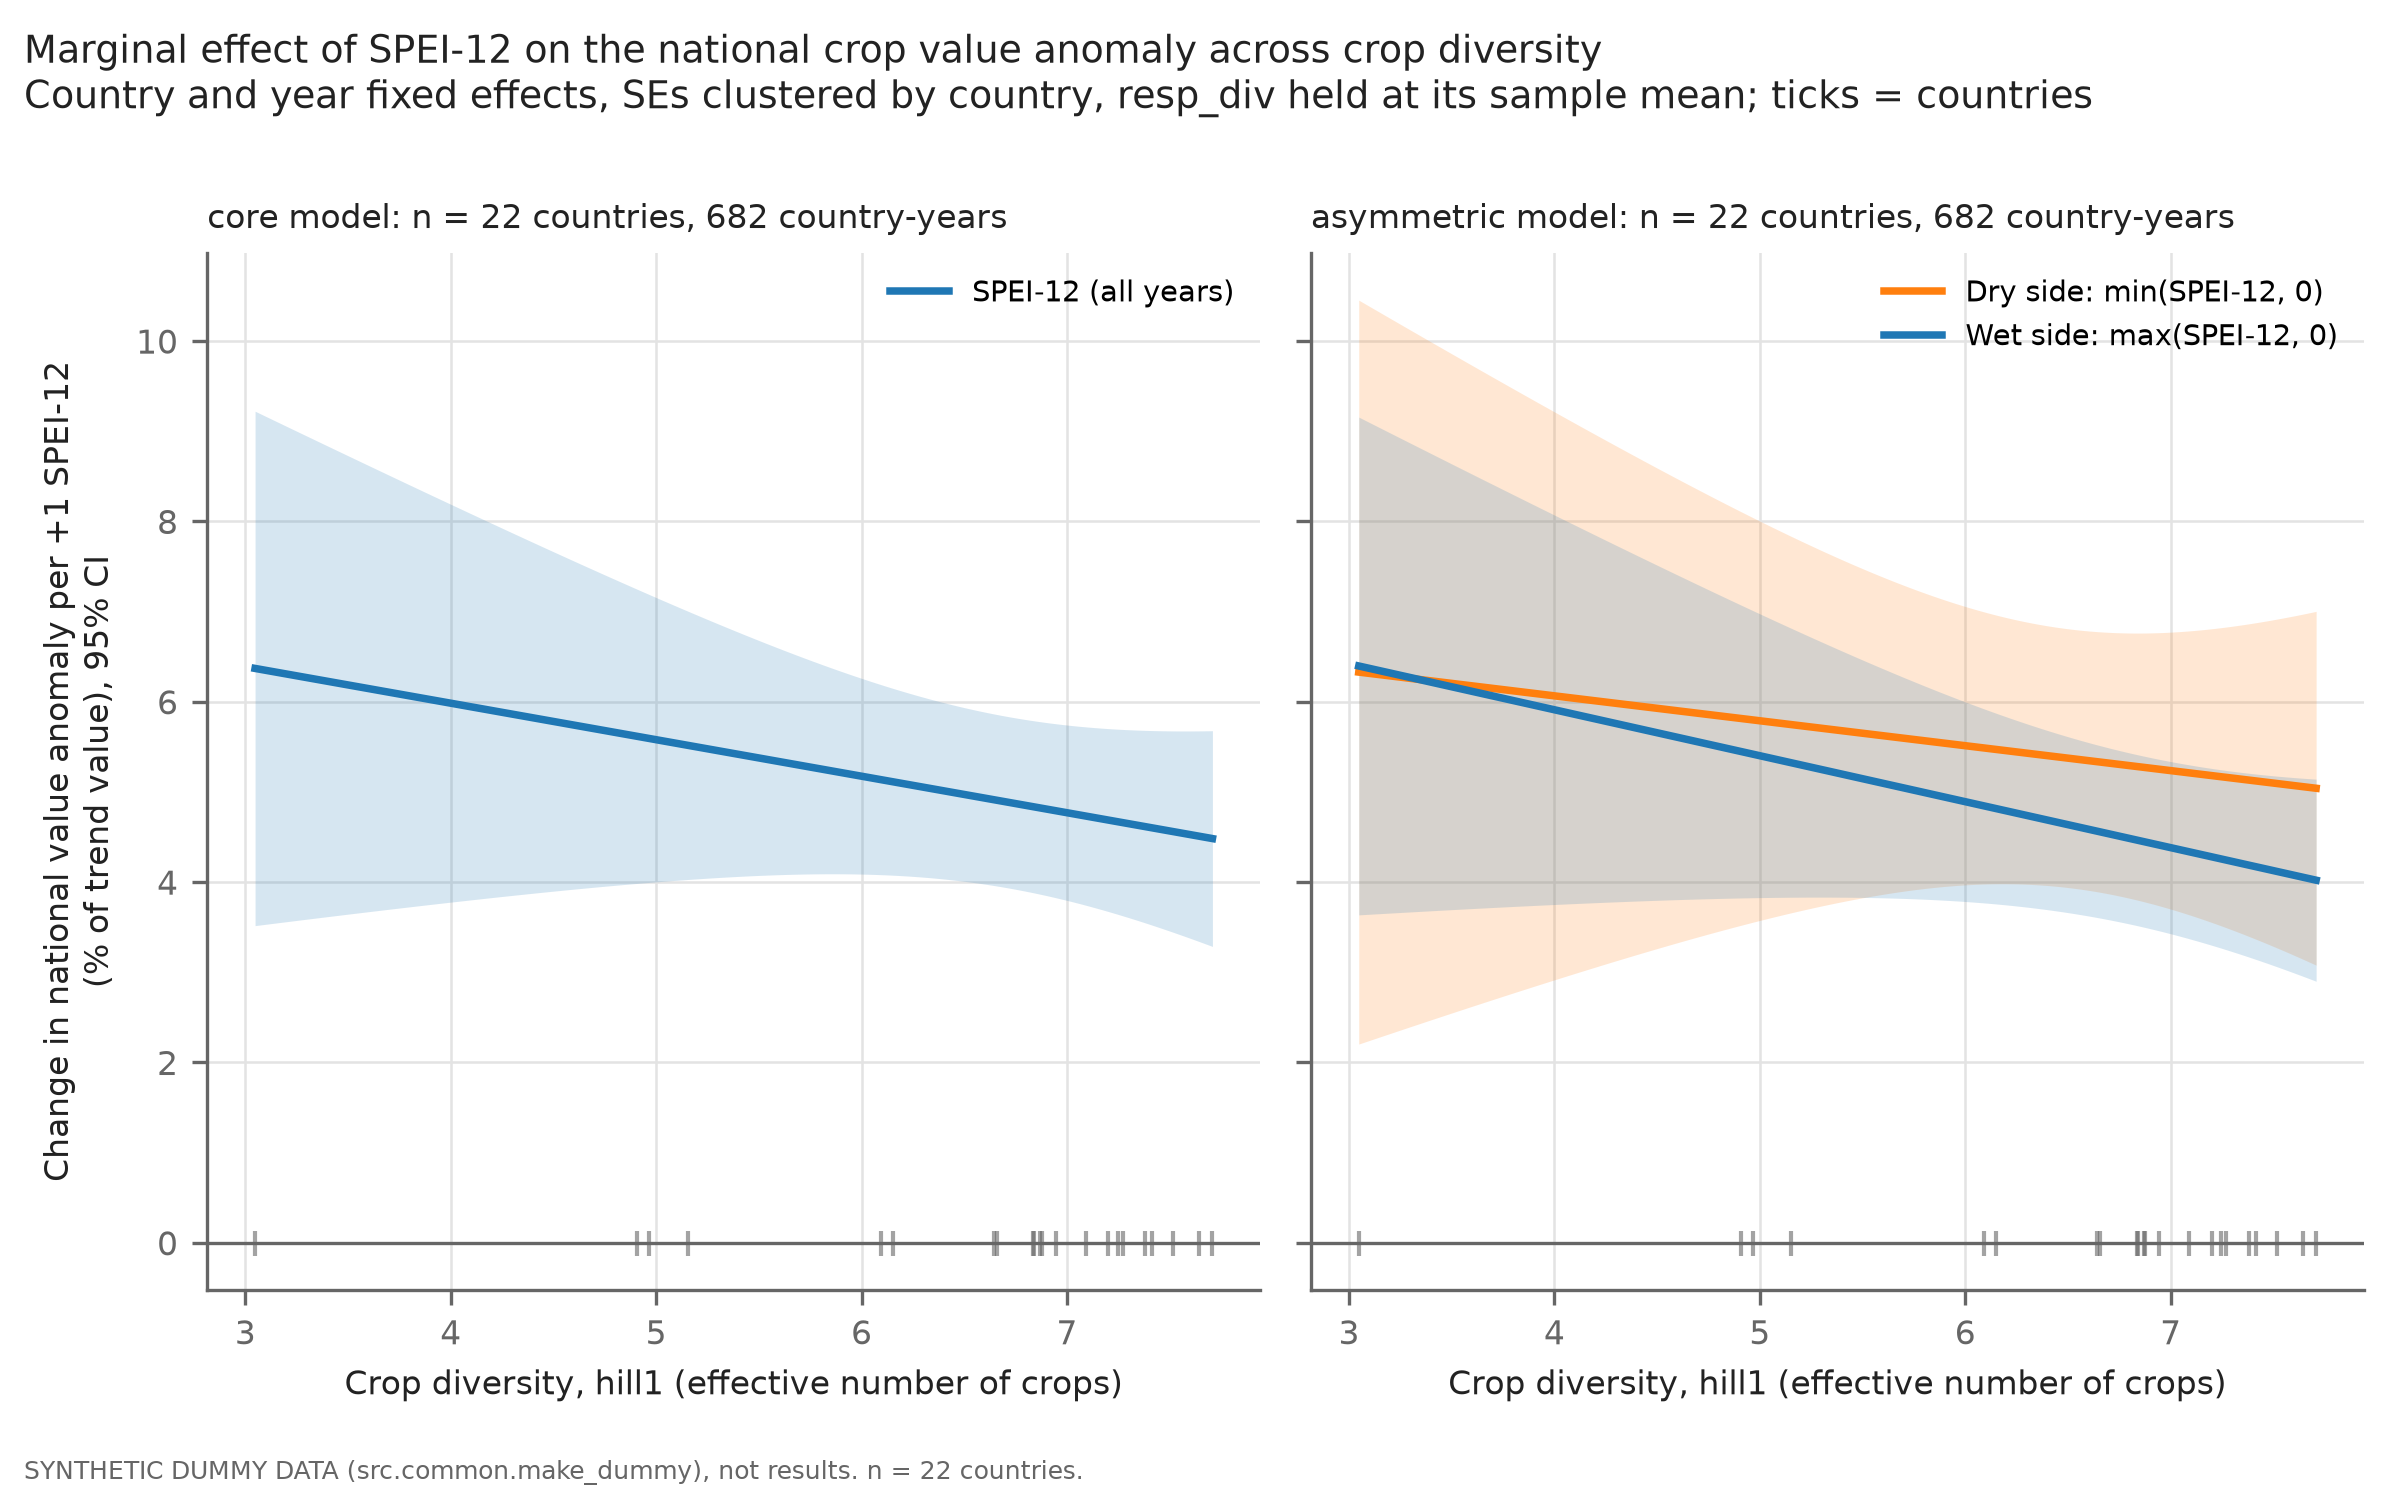 Marginal effect of SPEI-12 on the national crop value anomaly across crop diversity
Country and year fixed effects, SEs clustered by country, resp_div held at its sample mean; ticks = countries
core model: n = 22 countries, 682 country-years
SPEI-12 (all years)
10
8
6
4
2
0
Change in national value anomaly per +1 SPEI-12
(% of trend value), 95% CI
3
4
5
6
7
Crop diversity, hill1 (effective number of crops)
asymmetric model: n = 22 countries, 682 country-years
Dry side: min(SPEI-12, 0)
Wet side: max(SPEI-12, 0)
3
4
5
6
7
Crop diversity, hill1 (effective number of crops)
SYNTHETIC DUMMY DATA (src.common.make_dummy), not results. n = 22 countries.